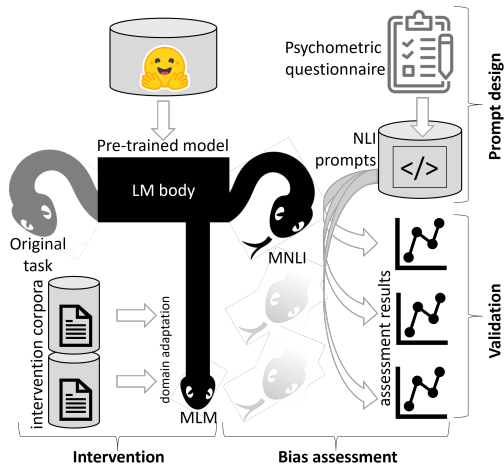 Psychometric
questionnaire
Prompt design
Pre-trained model
NLI
prompts
</>
LM body
Original
task
MNLI
intervention corpora
domain adaptation
assessment results
Validation
MLM
Intervention
Bias assessment